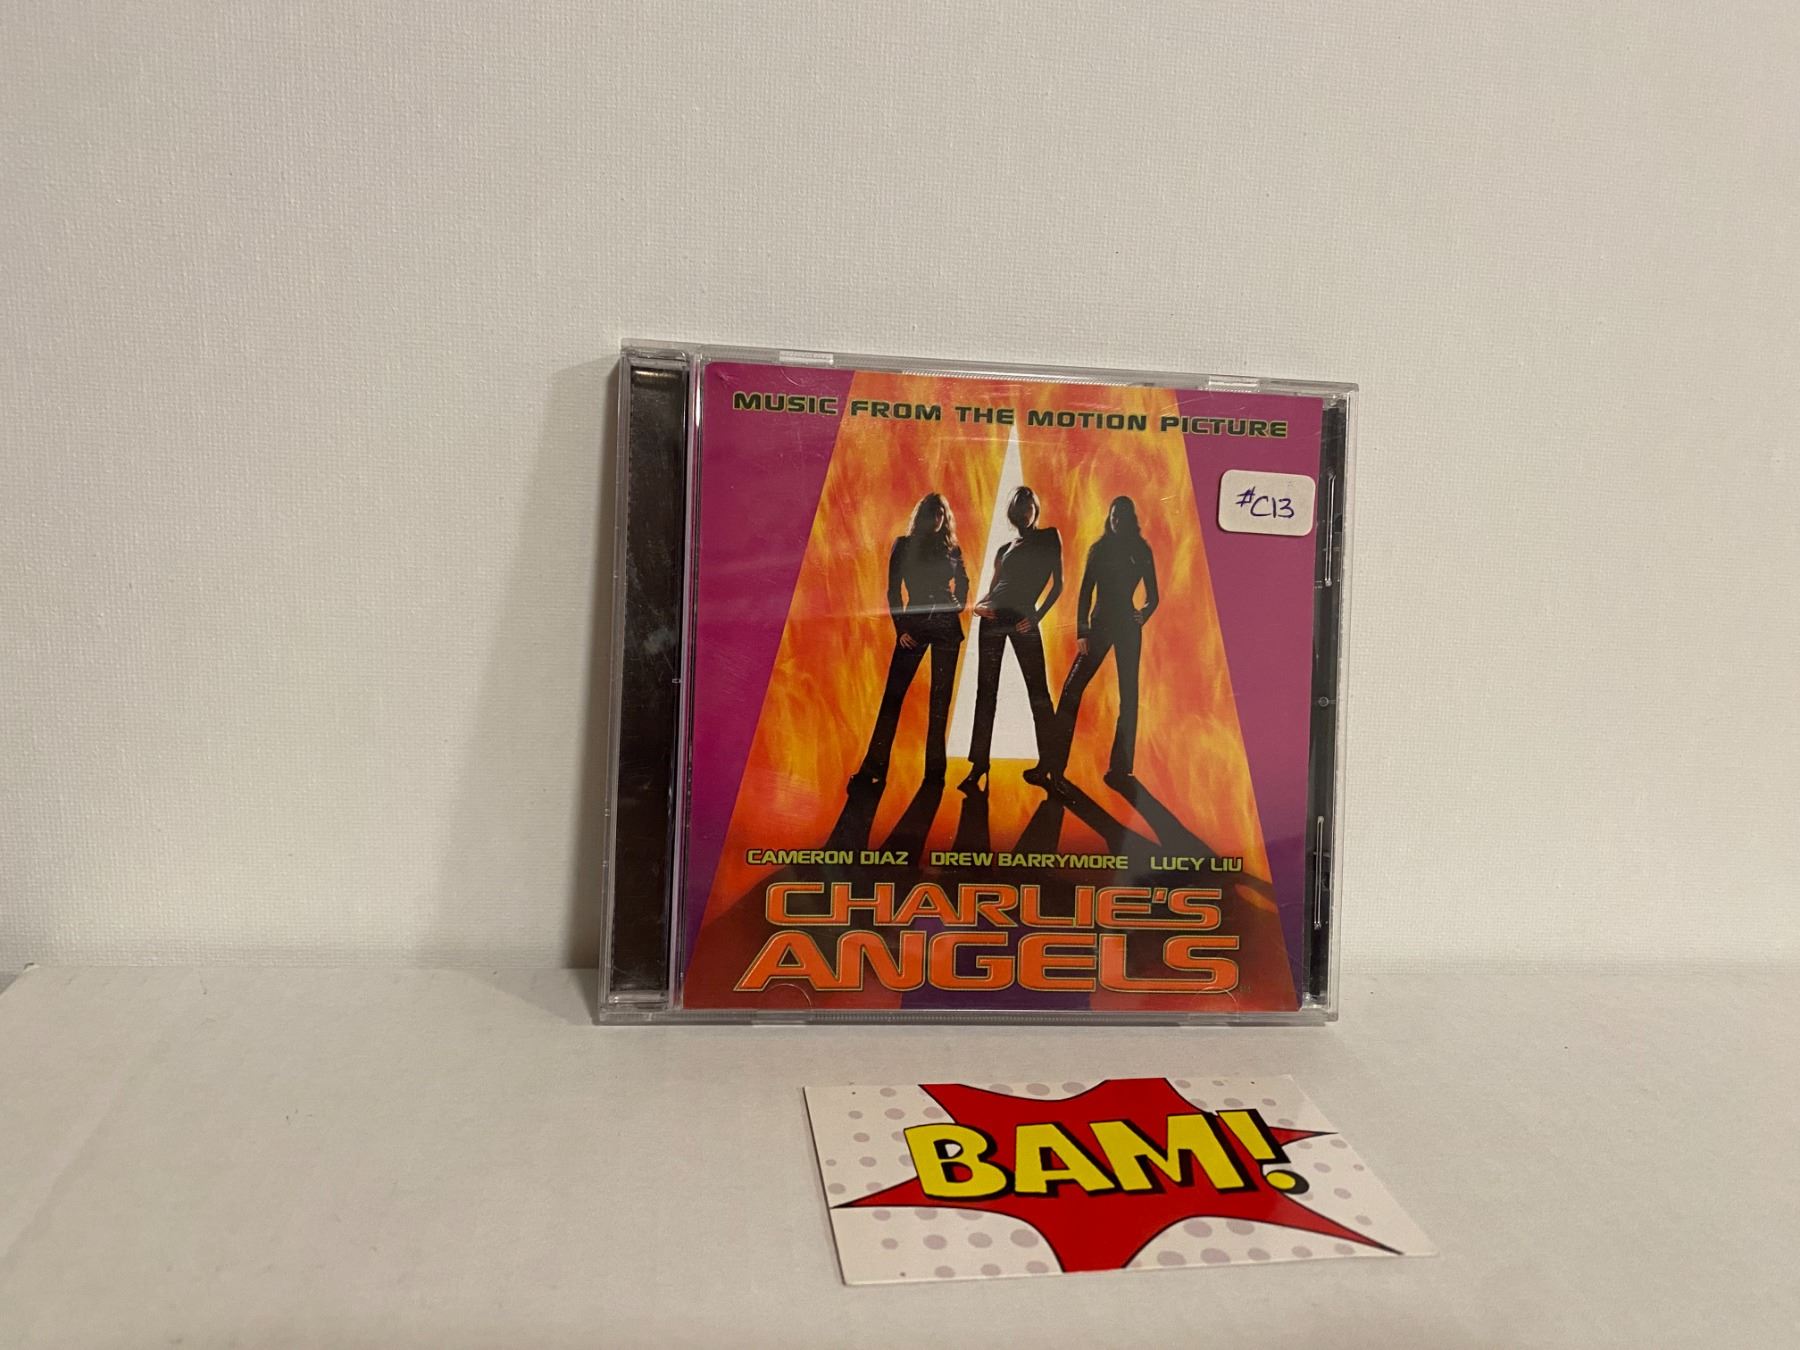 MUSIC FROM THE MOTION PICTURE
#C13
CAMERON DIAZ DREW BARRYMORE LUCY LIU
CHARLIE'S
ANGELS
BAM!